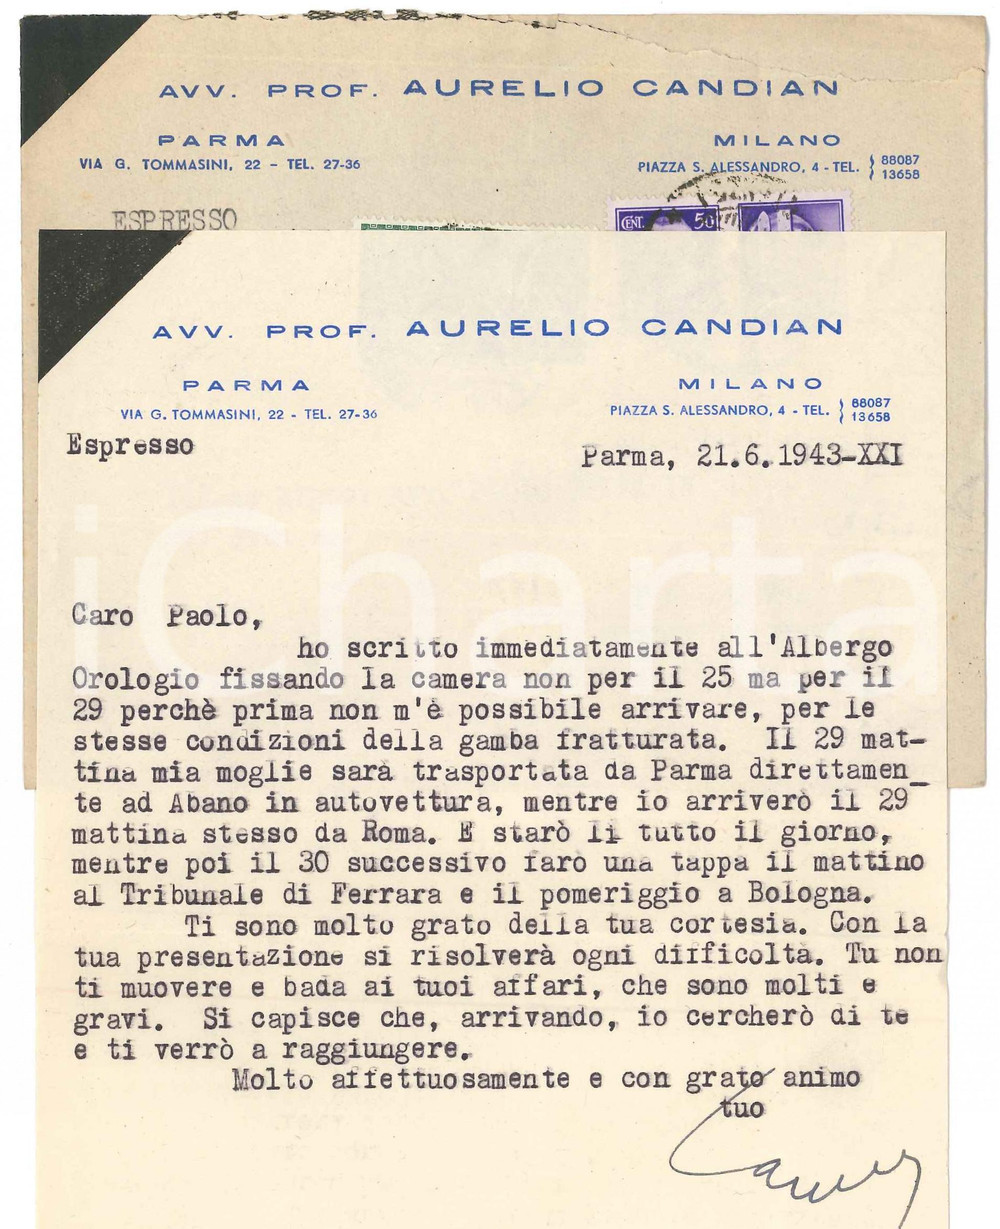 AVV. PROF. AURELIO CANDIAN
PARMA
VIA G. TOMMASINI, 22 - TEL. 27-36
MILANO
PIAZZA S. ALESSANDRO, 4 - TEL. 88087
13658
ESPRESSO
CENT. 50
AVV. PROF. AURELIO CANDIAN
PARMA
VIA G. TOMMASINI, 22 - TEL. 27-36
MILANO
PIAZZA S. ALESSANDRO, 4 - TEL. 88087
13658
Espresso
Parma, 21.6.1943-XXI
iCharta
Caro Paolo,
ho scritto immediatamente all'Albergo
Orologio fissando la camera non per il 25 ma per il
29 perchè prima non m'è possibile arrivare, per le
stesse condizioni della gamba fratturata. Il 29 mat-
tina mia moglie sarà trasportata da Parma direttamen_
te ad Abano in autovettura, mentre io arriverò il 29
mattina stesso da Roma. E starò lì tutto il giorno,
mentre poi il 30 successivo farò una tappa il mattino
al Tribunale di Ferrara e il pomeriggio a Bologna.
Ti sono molto grato della tua cortesia. Con la
tua presentazione si risolverà ogni difficoltà. Tu non
ti muovere e bada ai tuoi affari, che sono molti e
gravi. Si capisce che, arrivando, io cercherò di te
e ti verrò a raggiungere.
Molto affettuosamente e con grato animo
tuo